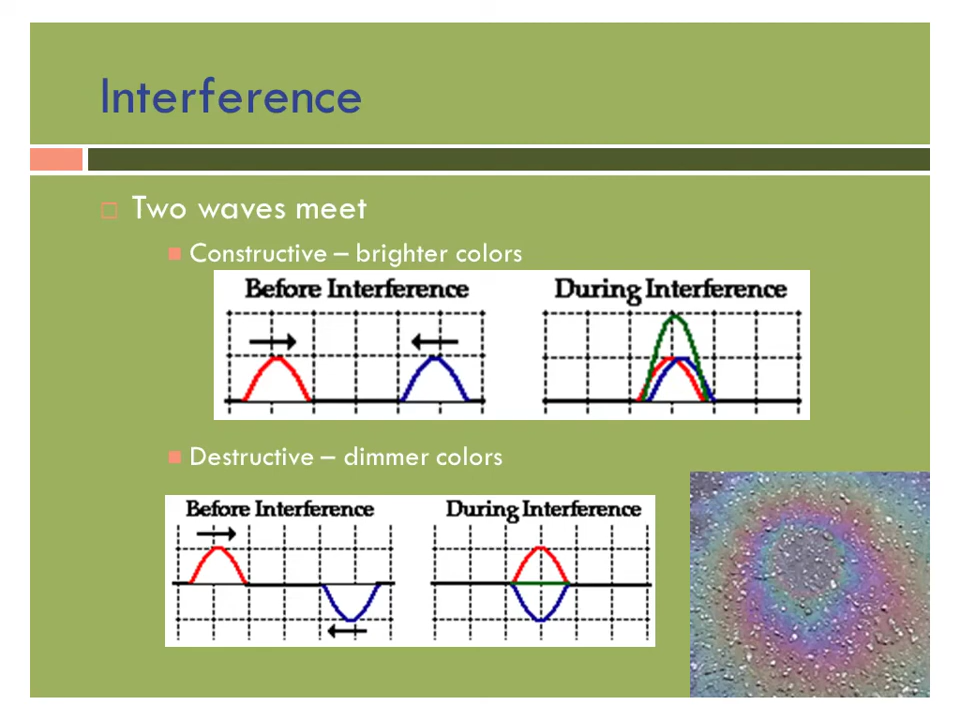 Interference
Two waves meet
Constructive – brighter colors
Before Interference
During Interference
Destructive – dimmer colors
Before Interference
During Interference